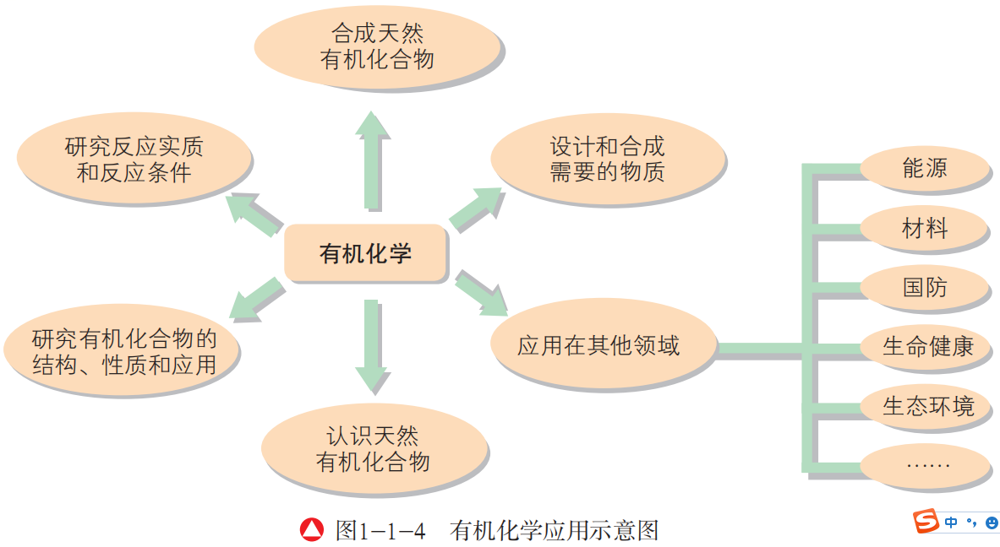 合成天然
有机化合物
研究反应实质
和反应条件
设计和合成
需要的物质
有机化学
研究有机化合物的
结构、性质和应用
应用在其他领域
认识天然
有机化合物
能源
材料
国防
生命健康
生态环境
……
图1-1-4 有机化学应用示意图
S中°,